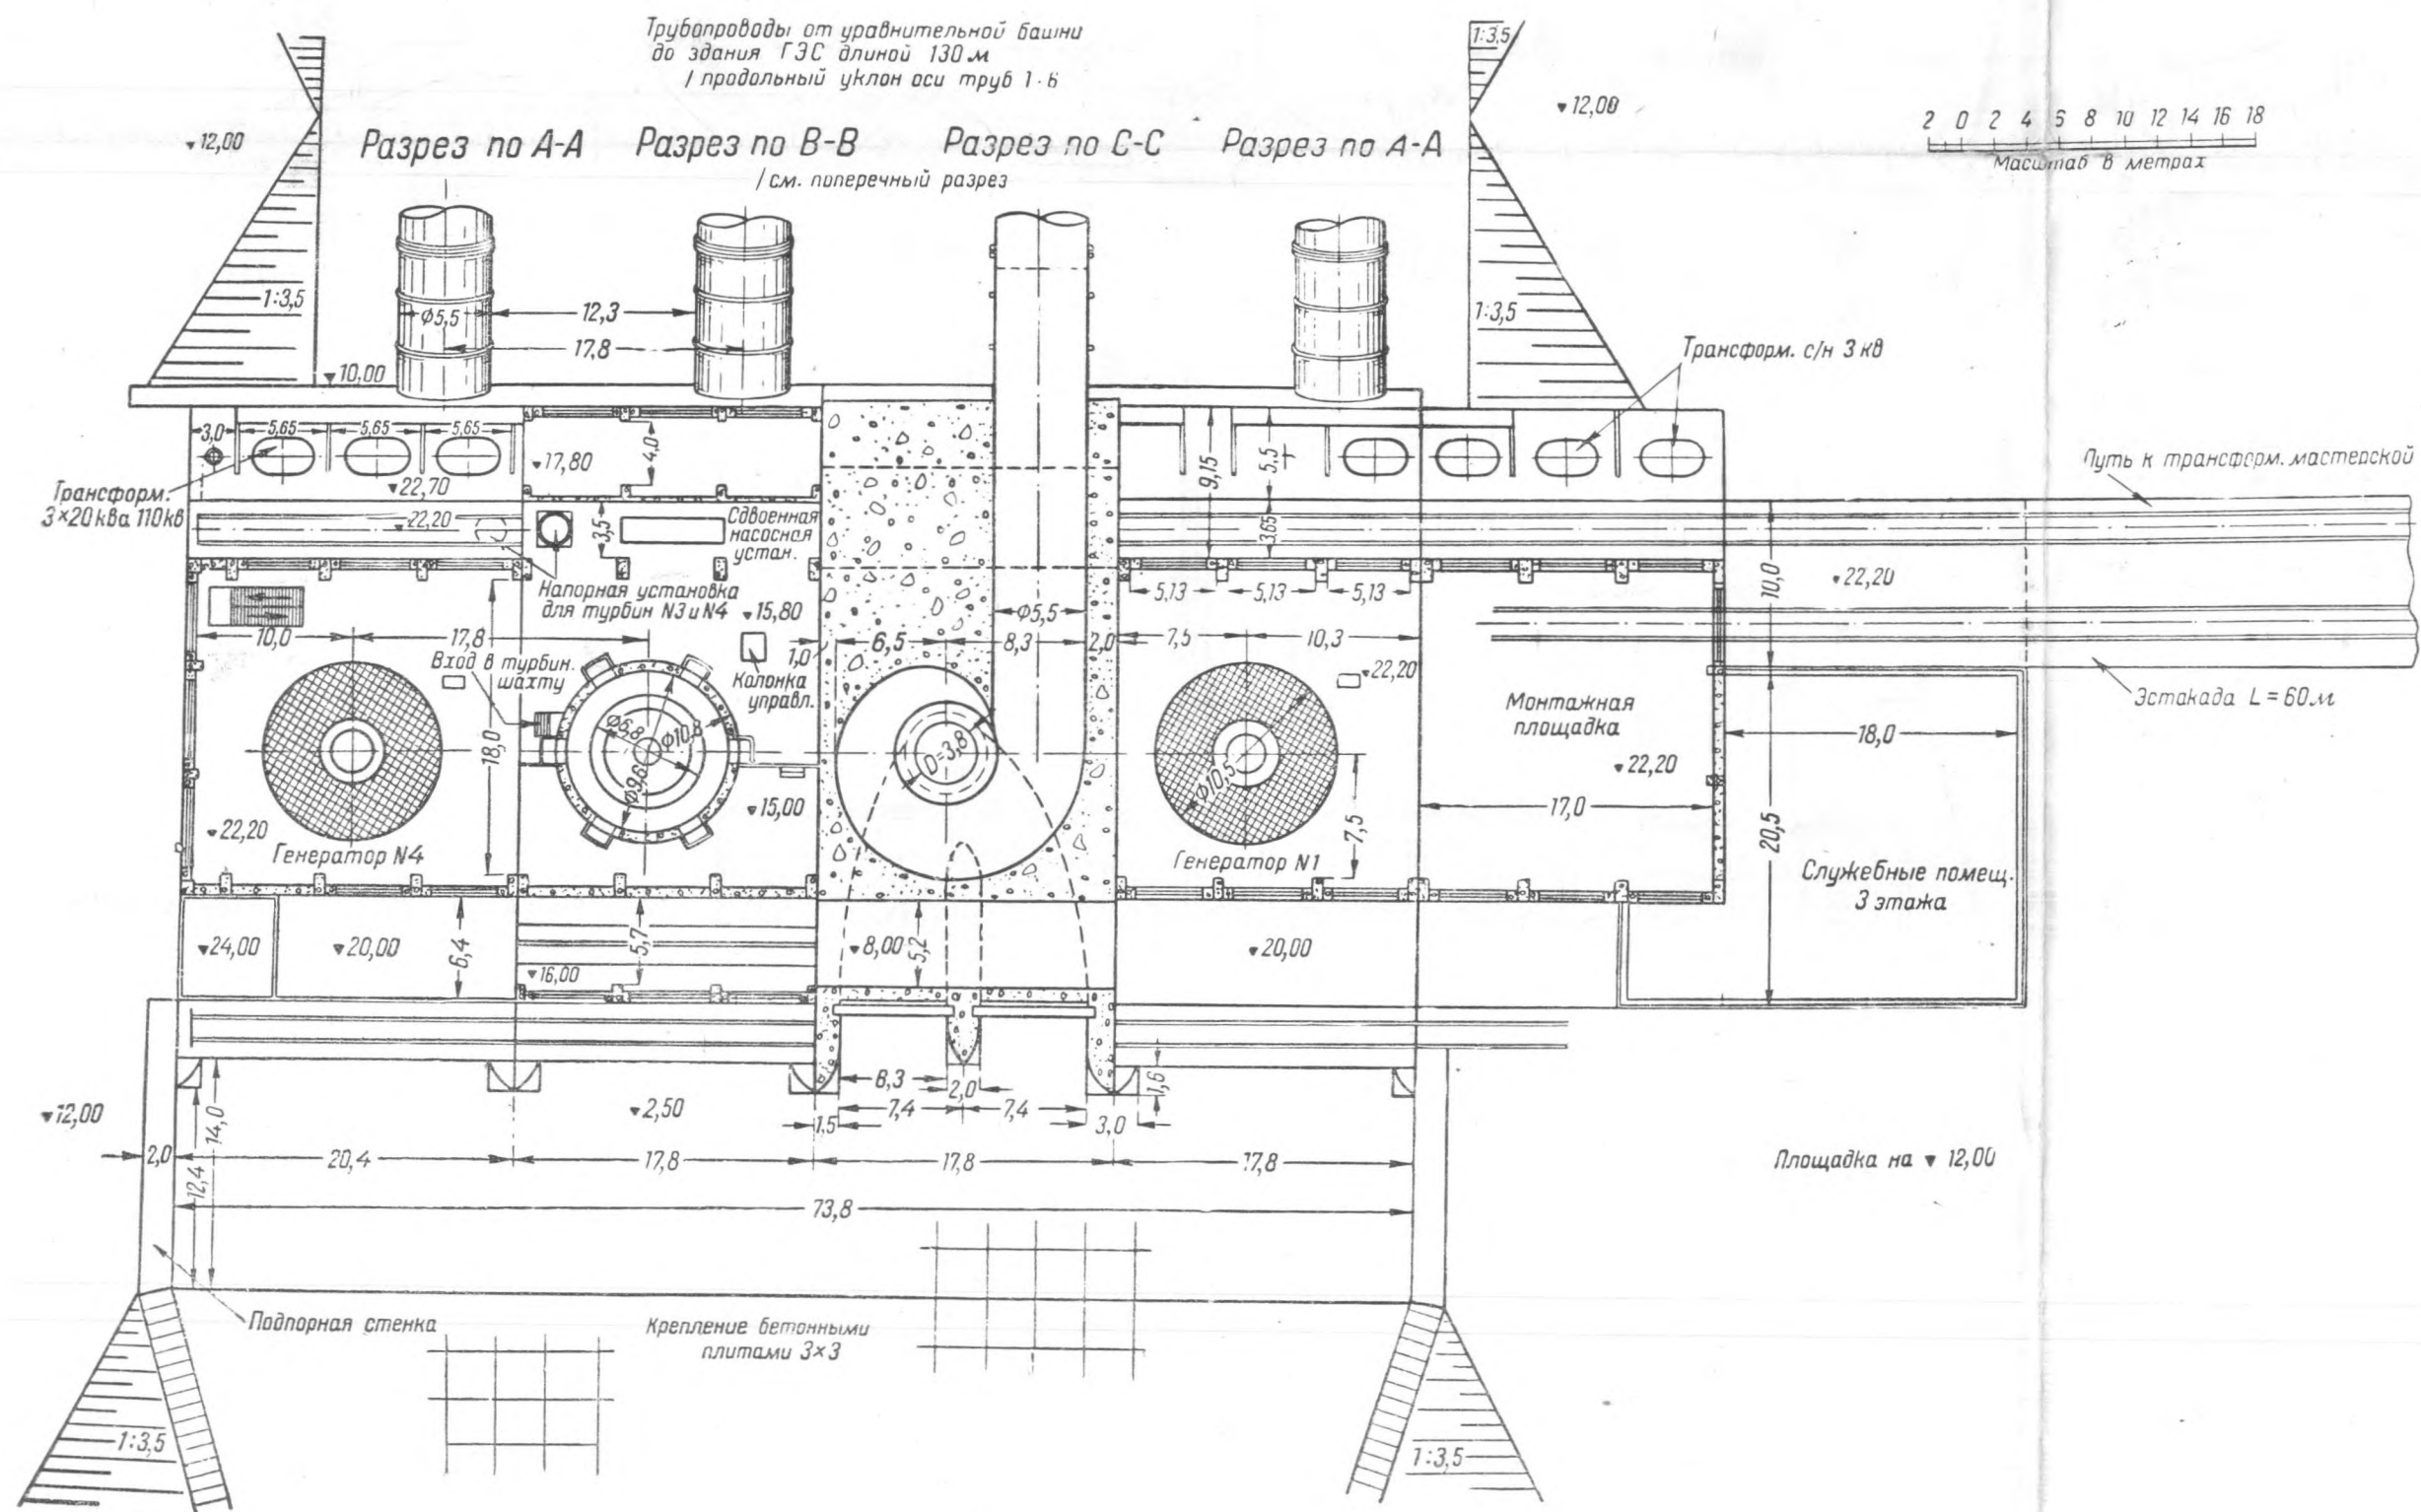 Трубопроводы от уравнительной башни
до здания ГЭС длиной 130 м
/ продольный уклон оси труб 1:6
1:3,5
▾12,00
▾12,00
2 0 2 4 6 8 10 12 14 16 18
Масштаб в метрах
Разрез по А-А
Разрез по В-В
Разрез по С-С
Разрез по А-А
/см. поперечный разрез
1:3,5
ϕ5,5
12,3
17,8
1:3,5
Трансформ. с/н 3 кв
▾10,00
3,0
5,65
5,65
5,65
4,0
▾17,80
9,15
5,5
Путь к трансформ. мастерской
Трансформ.
3×20 ква 110 кв
▾22,70
▾22,20
3,5
Сдвоенная
насосная
устан.
3,65
Напорная установка
для турбин N3 и N4
▾15,80
ϕ5,5
5,13
5,13
5,13
10,0
▾22,20
10,0
17,8
1,0
6,5
8,3
2,0
7,5
10,3
Вход в турбин.
шахту
Колонка
управл.
▾22,20
Эстакада L = 60 м
18,0
ϕ6,8
ϕ10,8
ϕ9,6
D=3,8
ϕ10,5
Монтажная
площадка
▾22,20
18,0
▾15,00
17,0
7,5
20,5
▾22,20
Генератор N4
Генератор N1
Служебные помещ.
3 этажа
▾24,00
▾20,00
6,4
5,7
▾16,00
▾8,00
5,2
▾20,00
8,3
2,0
1,6
▾12,00
14,0
▾2,50
7,4
7,4
1,5
3,0
2,0
20,4
17,8
17,8
17,8
Площадка на ▾ 12,00
12,4
73,8
Подпорная стенка
Крепление бетонными
плитами 3×3
1:3,5
1:3,5